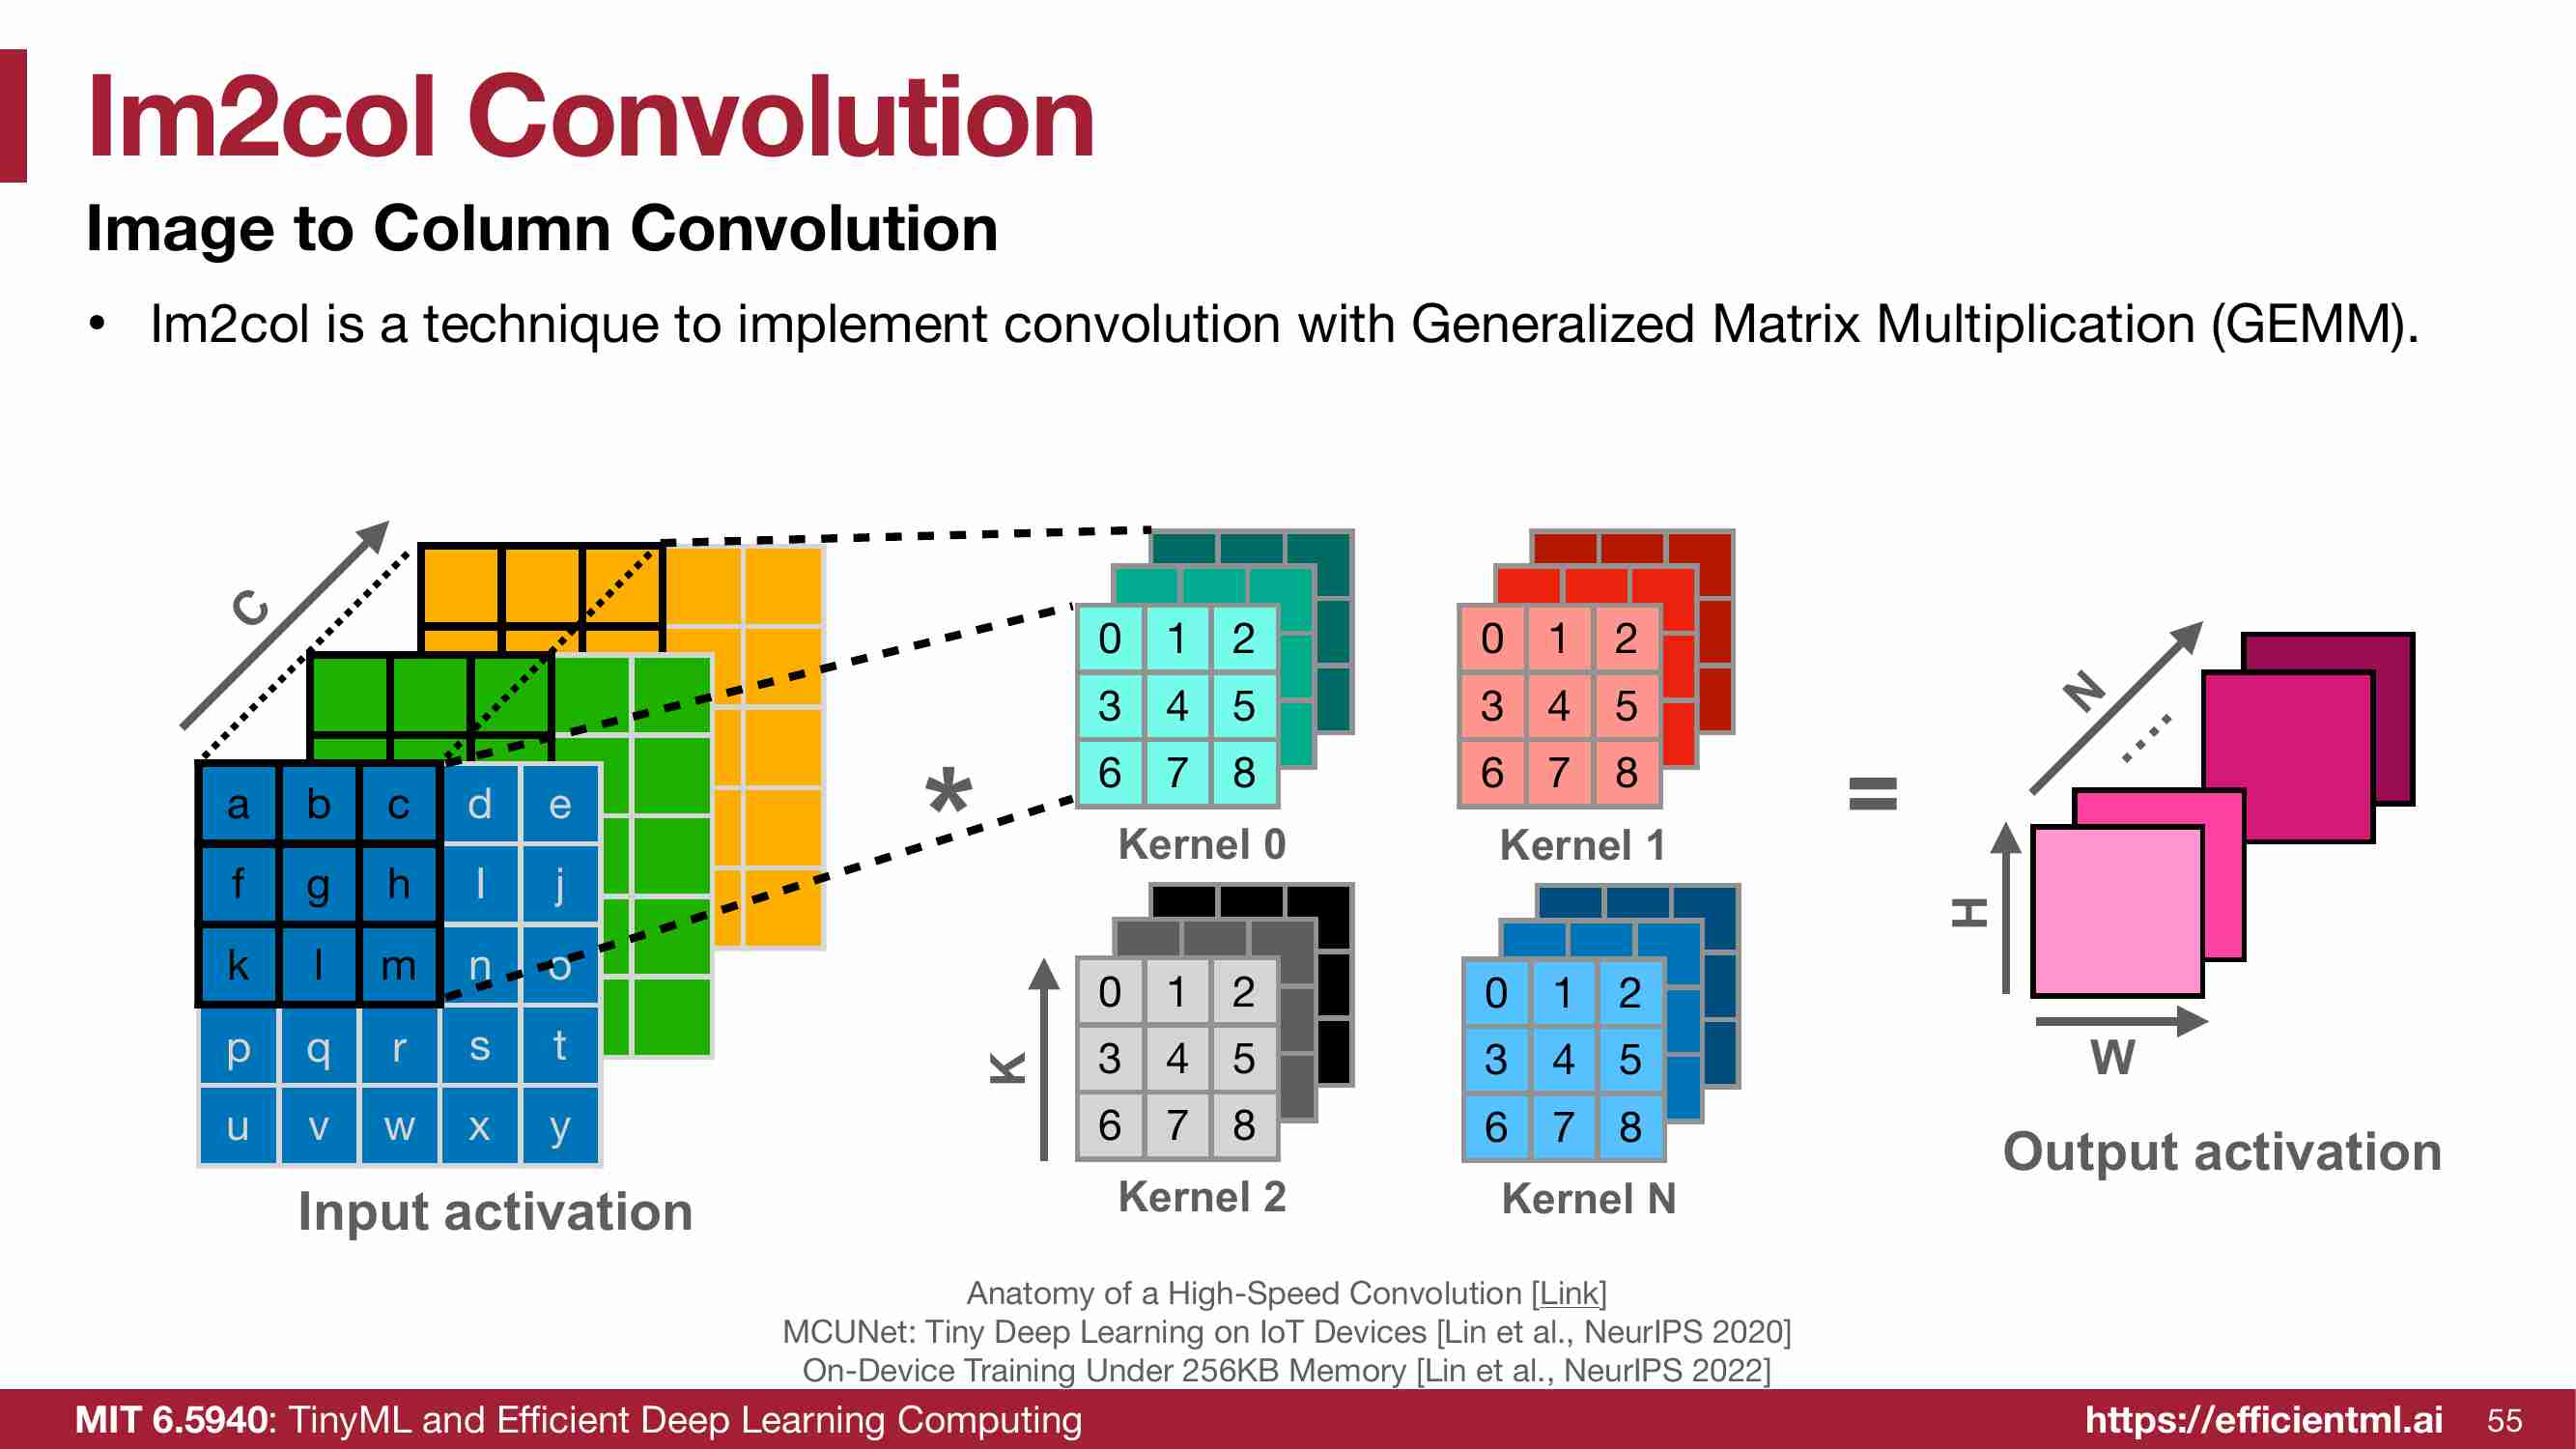 Im2col Convolution
Image to Column Convolution
• Im2col is a technique to implement convolution with Generalized Matrix Multiplication (GEMM).
C
a b c d e
f g h l j
k l m n o
p q r s t
u v w x y
Input activation
*
0 1 2
3 4 5
6 7 8
Kernel 0
0 1 2
3 4 5
6 7 8
Kernel 1
K
0 1 2
3 4 5
6 7 8
Kernel 2
0 1 2
3 4 5
6 7 8
Kernel N
=
N
H
W
Output activation
Anatomy of a High-Speed Convolution [Link]
MCUNet: Tiny Deep Learning on IoT Devices [Lin et al., NeurIPS 2020]
On-Device Training Under 256KB Memory [Lin et al., NeurIPS 2022]
MIT 6.5940: TinyML and Efficient Deep Learning Computing
https://efficientml.ai 55